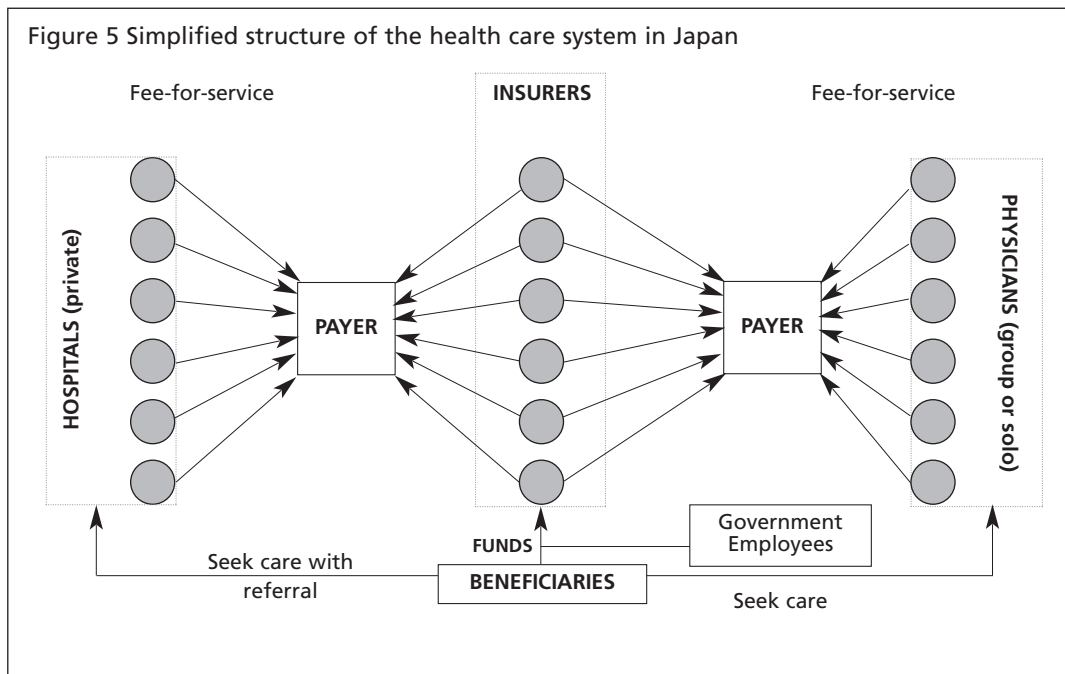 Figure 5 Simplified structure of the health care system in Japan
Fee-for-service
INSURERS
Fee-for-service
HOSPITALS (private)
PAYER
PAYER
PHYSICIANS (group or solo)
Government
Employees
FUNDS
Seek care with
referral
BENEFICIARIES
Seek care